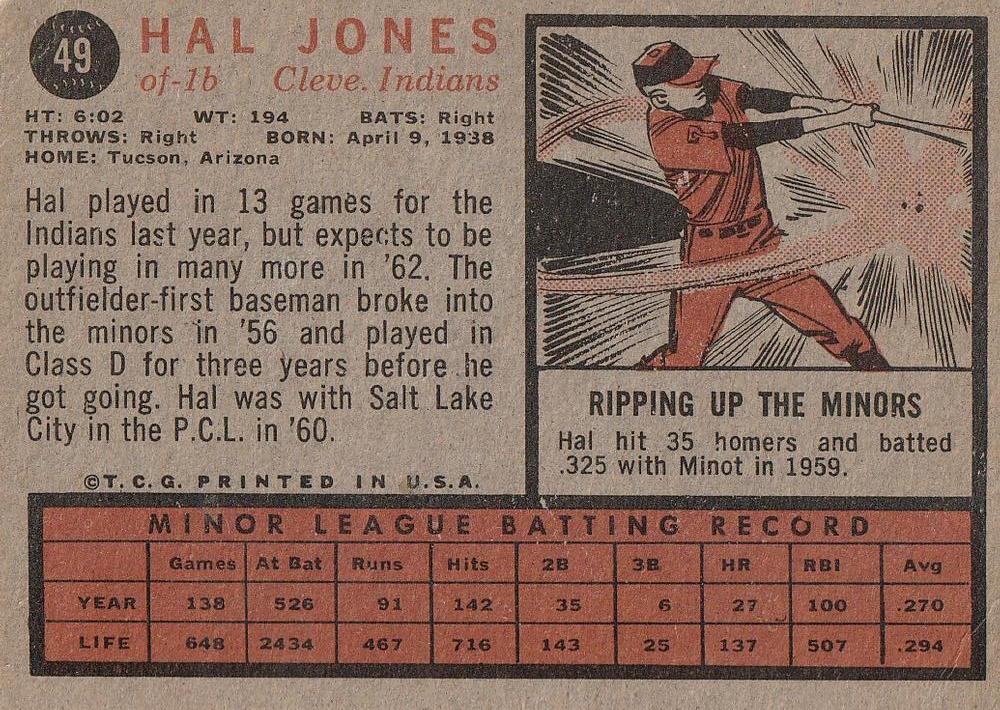 49
HAL JONES
of-1b Cleve. Indians
HT: 6:02 WT: 194 BATS: Right
THROWS: Right BORN: April 9, 1938
HOME: Tucson, Arizona
Hal played in 13 games for the
Indians last year, but expects to be
playing in many more in '62. The
outfielder-first baseman broke into
the minors in '56 and played in
Class D for three years before he
got going. Hal was with Salt Lake
City in the P.C.L. in '60.
©T.C.G. PRINTED IN U.S.A.
RIPPING UP THE MINORS
Hal hit 35 homers and batted
.325 with Minot in 1959.
MINOR LEAGUE BATTING RECORD
Games At Bat Runs Hits 2B 3B HR RBI Avg
YEAR 138 526 91 142 35 6 27 100 .270
LIFE 648 2434 467 716 143 25 137 507 .294